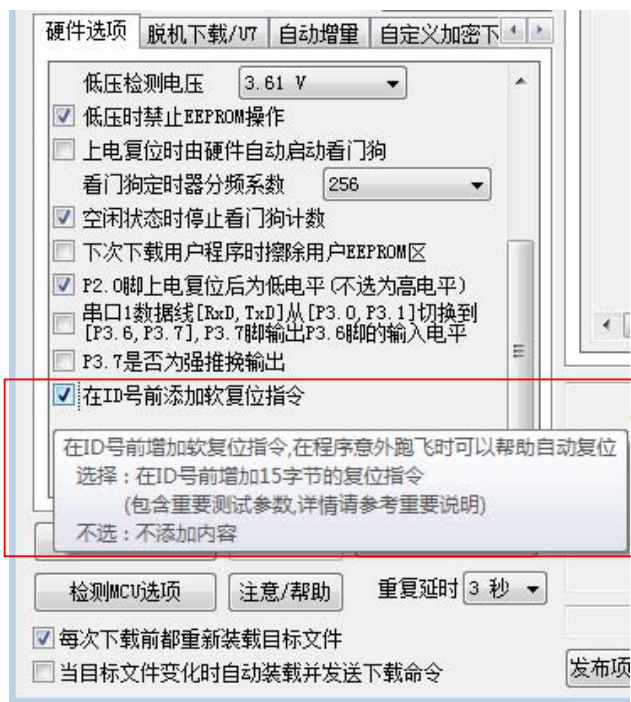 硬件选项 脱机下载/U7 自动增量 自定义加密下
低压检测电压 3.61 V
低压时禁止EEPROM操作
上电复位时由硬件自动启动看门狗
看门狗定时器分频系数 256
空闲状态时停止看门狗计数
下次下载用户程序时擦除用户EEPROM区
P2.0脚上电复位后为低电平(不选为高电平)
串口1数据线[RxD,TxD]从[P3.0,P3.1]切换到
[P3.6,P3.7],P3.7脚输出P3.6脚的输入电平
P3.7是否为强推挽输出
在ID号前添加软复位指令
在ID号前增加软复位指令,在程序意外跑飞时可以帮助自动复位
选择：在ID号前增加15字节的复位指令
(包含重要测试参数,详情请参考重要说明)
不选：不添加内容
检测MCU选项 注意/帮助 重复延时 3 秒
每次下载前都重新装载目标文件
当目标文件变化时自动装载并发送下载命令 发布项